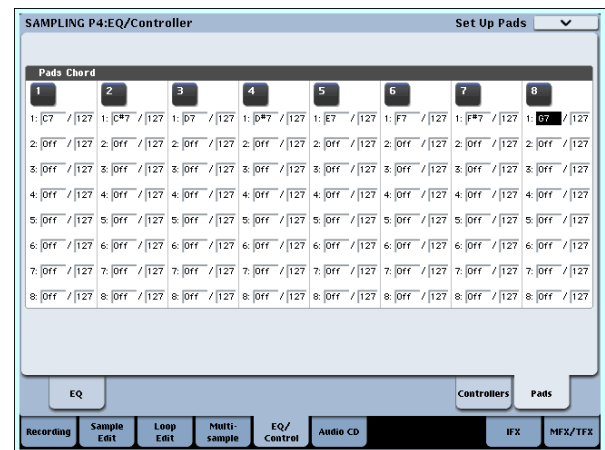 SAMPLING P4:EQ/Controller Set Up Pads
Pads Chord
1 2 3 4 5 6 7 8
1: C7 / 127 1: C#7 / 127 1: D7 / 127 1: D#7 / 127 1: E7 / 127 1: F7 / 127 1: F#7 / 127 1: G7 / 127
2: Off / 127 2: Off / 127 2: Off / 127 2: Off / 127 2: Off / 127 2: Off / 127 2: Off / 127 2: Off / 127
3: Off / 127 3: Off / 127 3: Off / 127 3: Off / 127 3: Off / 127 3: Off / 127 3: Off / 127 3: Off / 127
4: Off / 127 4: Off / 127 4: Off / 127 4: Off / 127 4: Off / 127 4: Off / 127 4: Off / 127 4: Off / 127
5: Off / 127 5: Off / 127 5: Off / 127 5: Off / 127 5: Off / 127 5: Off / 127 5: Off / 127 5: Off / 127
6: Off / 127 6: Off / 127 6: Off / 127 6: Off / 127 6: Off / 127 6: Off / 127 6: Off / 127 6: Off / 127
7: Off / 127 7: Off / 127 7: Off / 127 7: Off / 127 7: Off / 127 7: Off / 127 7: Off / 127 7: Off / 127
8: Off / 127 8: Off / 127 8: Off / 127 8: Off / 127 8: Off / 127 8: Off / 127 8: Off / 127 8: Off / 127
EQ Controllers Pads
Recording Sample Edit Loop Edit Multi-sample EQ/Control Audio CD IFX MFX/TFX